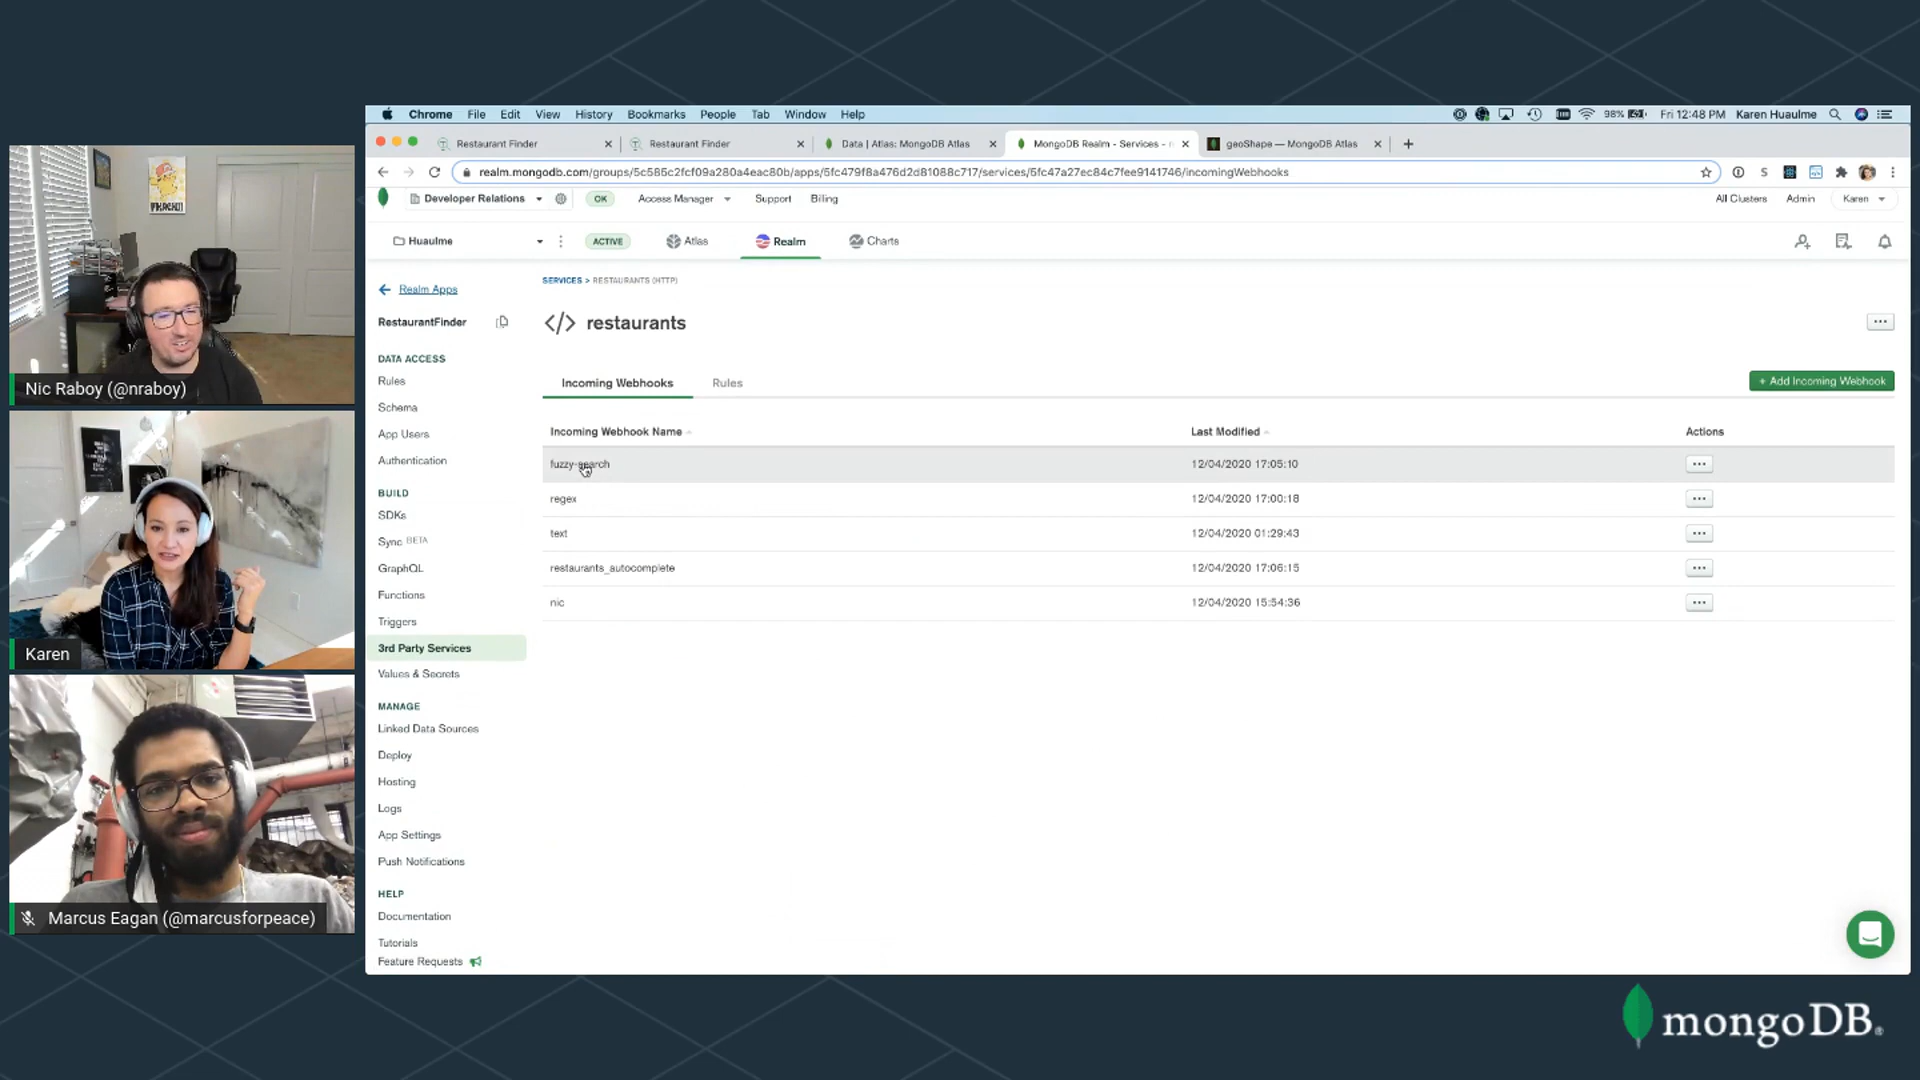 Chrome File Edit View History Bookmarks People Tab Window Help 98% Fri 12:48 PM Karen Huaulme
Restaurant Finder Restaurant Finder Data | Atlas: MongoDB Atlas MongoDB Realm - Services - geoShape — MongoDB Atlas
realm.mongodb.com/groups/5c585c2fcf09a280a4eac80b/apps/5fc479f8a476d2d81088c717/services/5fc47a27ec84c7fee9141746/incomingWebhooks
Developer Relations OK Access Manager Support Billing All Clusters Admin Karen
Huaulme ACTIVE Atlas Realm Charts
Realm Apps
RestaurantFinder
DATA ACCESS
Rules
Schema
App Users
Authentication
BUILD
SDKs
Sync BETA
GraphQL
Functions
Triggers
3rd Party Services
Values & Secrets
MANAGE
Linked Data Sources
Deploy
Hosting
Logs
App Settings
Push Notifications
HELP
Documentation
Tutorials
Feature Requests
SERVICES > RESTAURANTS (HTTP)
</> restaurants
Incoming Webhooks Rules
+ Add Incoming Webhook
Incoming Webhook Name Last Modified Actions
fuzzy-search 12/04/2020 17:05:10
regex 12/04/2020 17:00:18
text 12/04/2020 01:29:43
restaurants_autocomplete 12/04/2020 17:06:15
nic 12/04/2020 15:54:36
Nic Raboy (@nraboy)
Karen
Marcus Eagan (@marcusforpeace)
mongoDB®